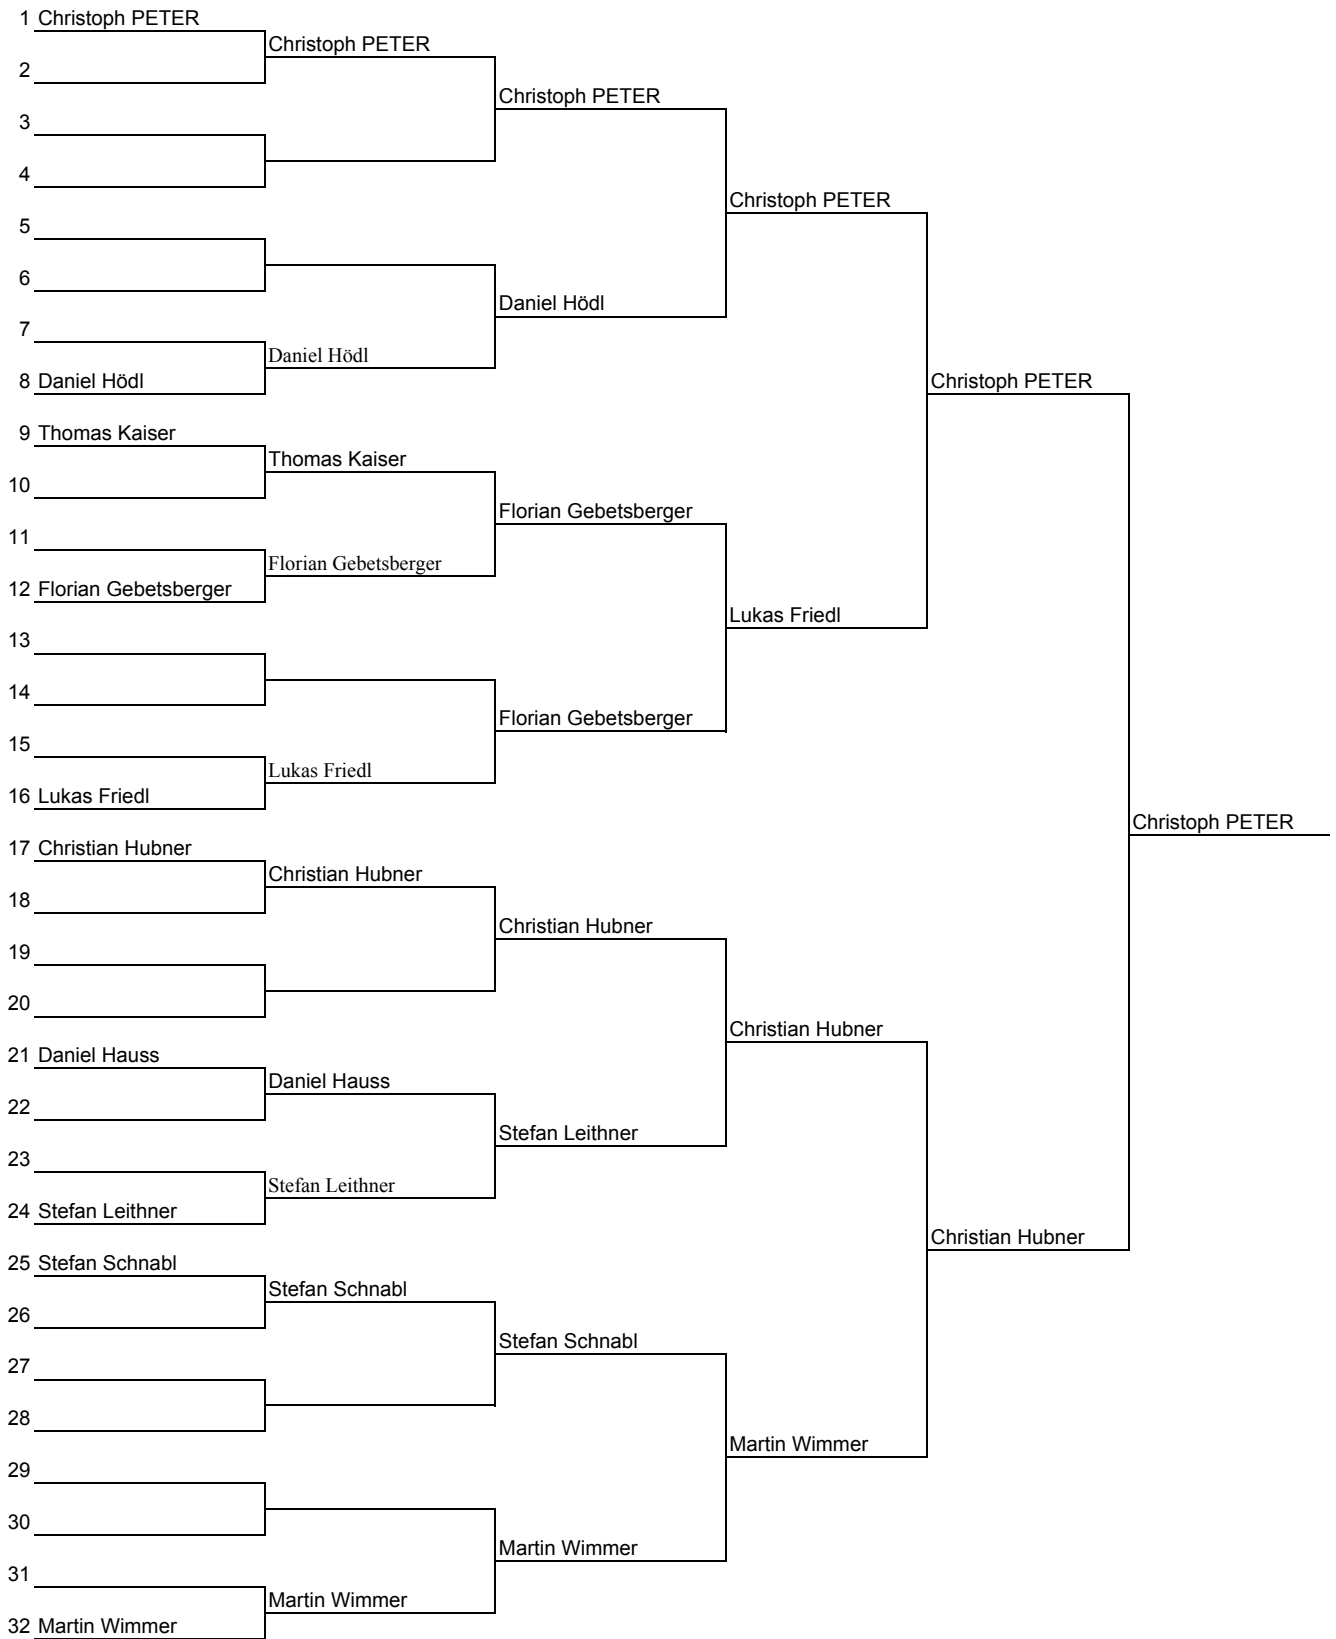 1 Christoph PETER
Christoph PETER
2
Christoph PETER
3
4
Christoph PETER
5
6
Daniel Hödl
7
Daniel Hödl
8 Daniel Hödl
Christoph PETER
9 Thomas Kaiser
Thomas Kaiser
10
Florian Gebetsberger
11
Florian Gebetsberger
12 Florian Gebetsberger
Lukas Friedl
13
14
Florian Gebetsberger
15
Lukas Friedl
16 Lukas Friedl
Christoph PETER
17 Christian Hubner
Christian Hubner
18
Christian Hubner
19
20
Christian Hubner
21 Daniel Hauss
Daniel Hauss
22
Stefan Leithner
23
Stefan Leithner
24 Stefan Leithner
Christian Hubner
25 Stefan Schnabl
Stefan Schnabl
26
Stefan Schnabl
27
28
Martin Wimmer
29
30
Martin Wimmer
31
Martin Wimmer
32 Martin Wimmer